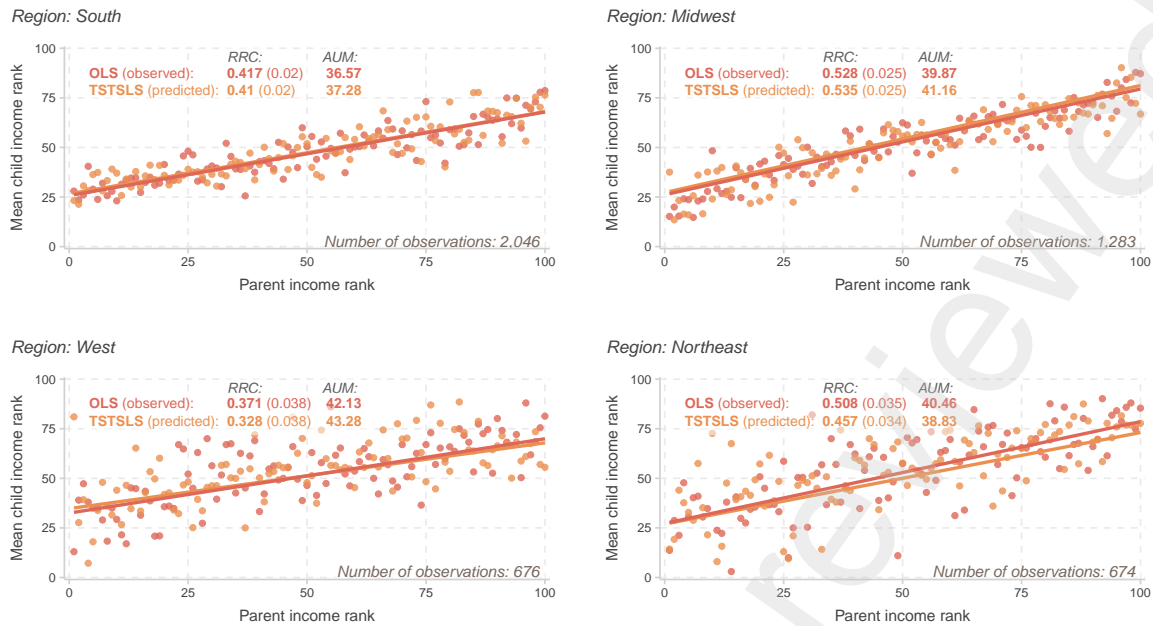 Region: South
RRC: AUM:
OLS (observed): 0.417 (0.02) 36.57
TSTSLS (predicted): 0.41 (0.02) 37.28
100
75
50
25
0
Mean child income rank
Number of observations: 2,046
0 25 50 75 100
Parent income rank
Region: Midwest
RRC: AUM:
OLS (observed): 0.528 (0.025) 39.87
TSTSLS (predicted): 0.535 (0.025) 41.16
100
75
50
25
0
Mean child income rank
Number of observations: 1,283
0 25 50 75 100
Parent income rank
Region: West
RRC: AUM:
OLS (observed): 0.371 (0.038) 42.13
TSTSLS (predicted): 0.328 (0.038) 43.28
100
75
50
25
0
Mean child income rank
Number of observations: 676
0 25 50 75 100
Parent income rank
Region: Northeast
RRC: AUM:
OLS (observed): 0.508 (0.035) 40.46
TSTSLS (predicted): 0.457 (0.034) 38.83
100
75
50
25
0
Mean child income rank
Number of observations: 674
0 25 50 75 100
Parent income rank
reviewe